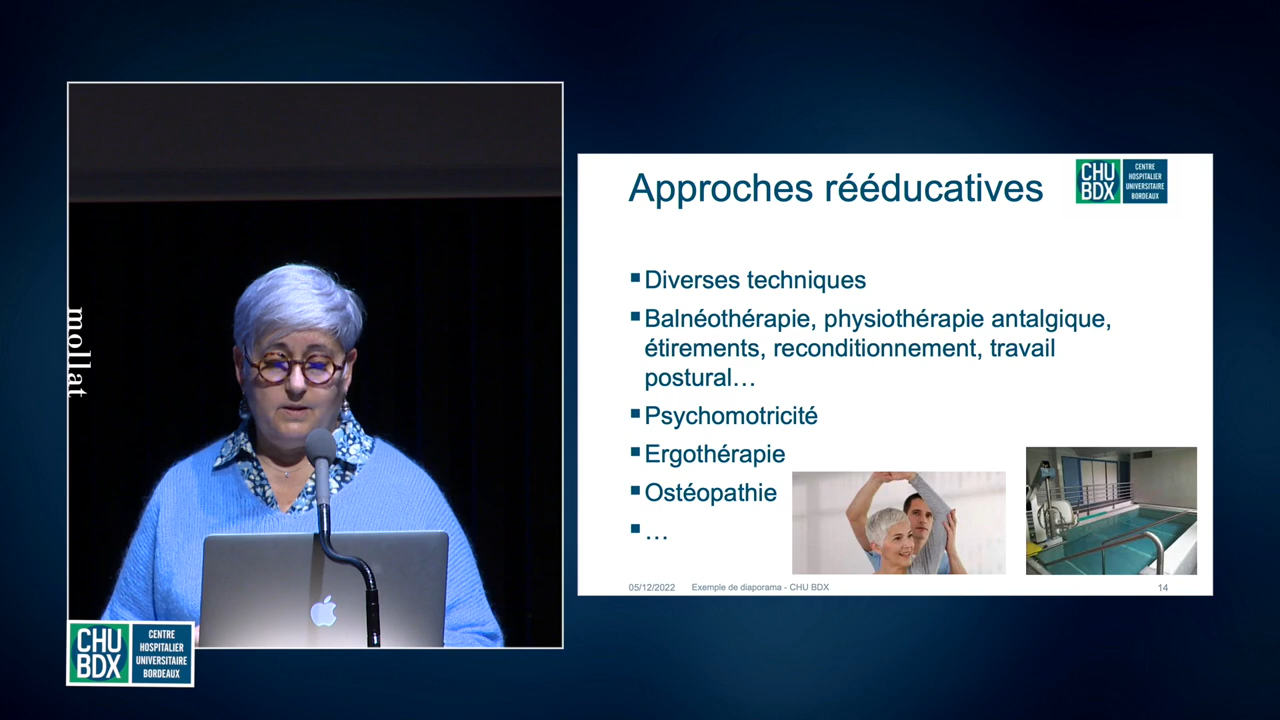 mollat
CHU
BDX
CENTRE
HOSPITALIER
UNIVERSITAIRE
BORDEAUX
Approches rééducatives
CHU
BDX
CENTRE
HOSPITALIER
UNIVERSITAIRE
BORDEAUX
▪Diverses techniques
▪Balnéothérapie, physiothérapie antalgique,
étirements, reconditionnement, travail
postural…
▪Psychomotricité
▪Ergothérapie
▪Ostéopathie
▪…
05/12/2022 Exemple de diaporama - CHU BDX 14